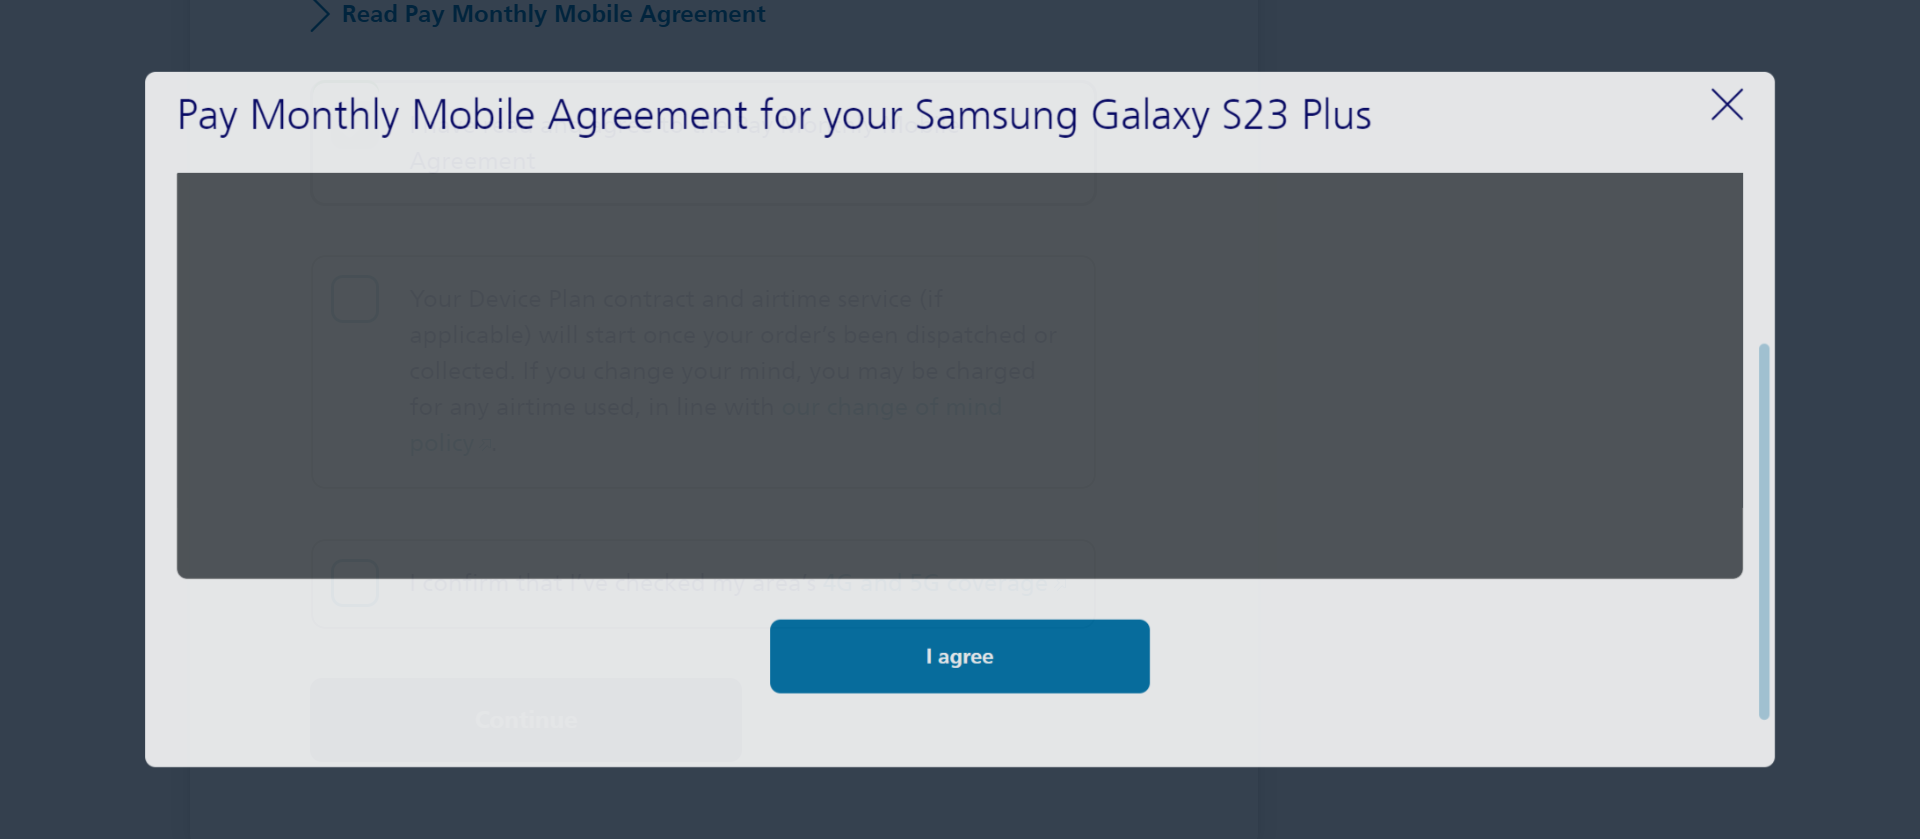 Read Pay Monthly Mobile Agreement
Pay Monthly Mobile Agreement for your Samsung Galaxy S23 Plus
Agreement
Your Device Plan contract and airtime service (if
applicable) will start once your order's been dispatched or
collected. If you change your mind, you may be charged
for any airtime used, in line with our change of mind
policy
I confirm that I've checked my area's 4G and 5G coverage
I agree
Continue